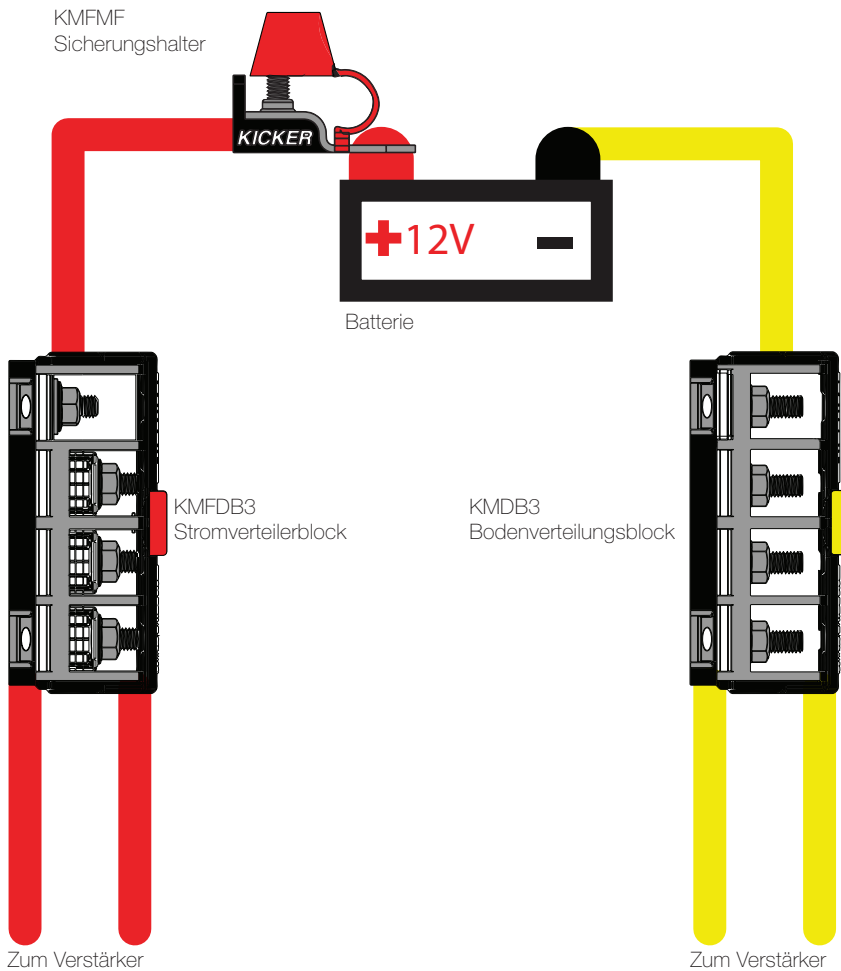 KMFMF
Sicherungshalter
KICKER
+12V −
Batterie
KMFDB3
Stromverteilerblock
KMDB3
Bodenverteilungsblock
Zum Verstärker
Zum Verstärker